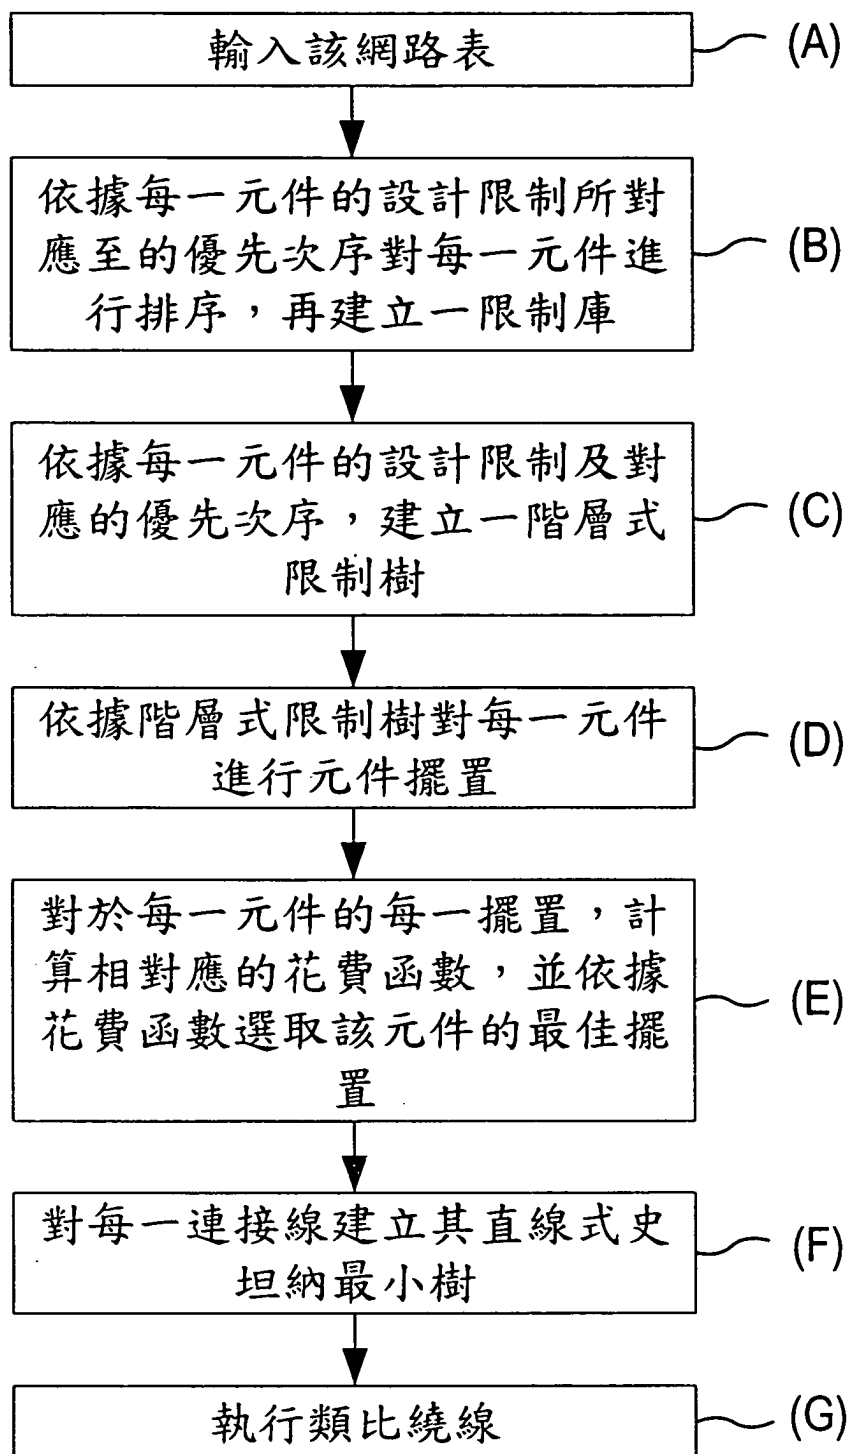 輸入該網路表
(A)
依據每一元件的設計限制所對
應至的優先次序對每一元件進
行排序，再建立一限制庫
(B)
依據每一元件的設計限制及對
應的優先次序，建立一階層式
限制樹
(C)
依據階層式限制樹對每一元件
進行元件擺置
(D)
對於每一元件的每一擺置，計
算相對應的花費函數，並依據
花費函數選取該元件的最佳擺
置
(E)
對每一連接線建立其直線式史
坦納最小樹
(F)
執行類比繞線
(G)